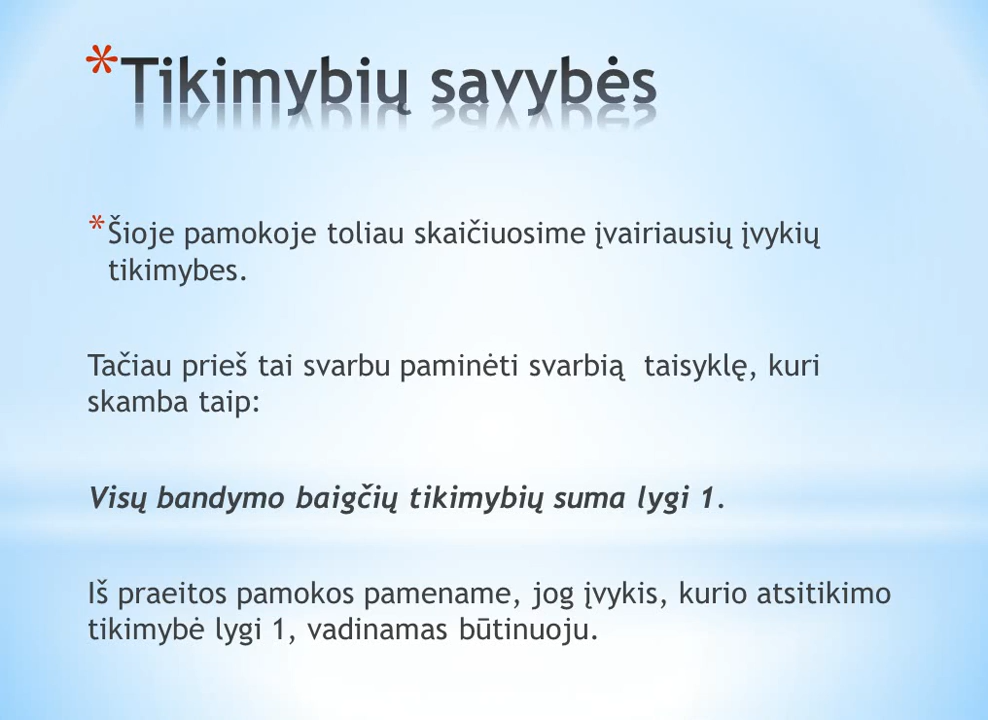 *Tikimybių savybės
*Šioje pamokoje toliau skaičiuosime įvairiausių įvykių
tikimybes.
Tačiau prieš tai svarbu paminėti svarbią  taisyklę, kuri
skamba taip:
Visų bandymo baigčių tikimybių suma lygi 1.
Iš praeitos pamokos pamename, jog įvykis, kurio atsitikimo
tikimybė lygi 1, vadinamas būtinuoju.